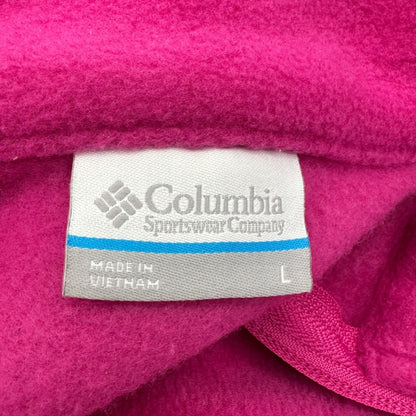 Columbia
Sportswear Company
MADE IN
VIETNAM
L